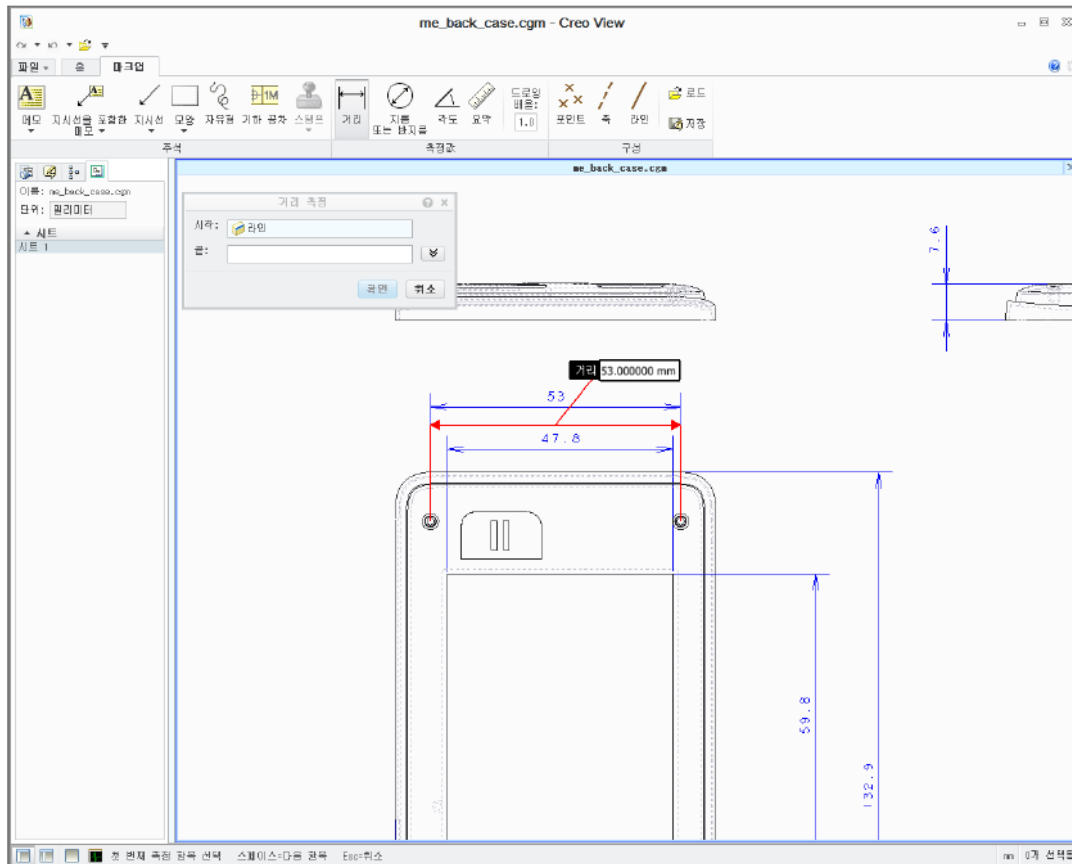 me_back_case.cgm - Creo View
파일 홈 마크업
메모 지시선을 포함한 메모 지시선 모양 자유형 기하 공차 스탬프 거리 지름 또는 반지름 각도 요약 드로잉 배율: 1.0 포인트 축 라인 로드 저장
1M
주석 측정값 구성
me_back_case.cgm
이름: me_back_case.cgm
단위: 밀리미터
시트
시트 1
거리 측정
시작: 라인
끝:
확인 취소
7.6
거리 53.000000 mm
53
47.8
59.8
132.9
첫 번째 측정 항목 선택 스페이스=다음 항목 Esc=취소
mm 0개 선택됨